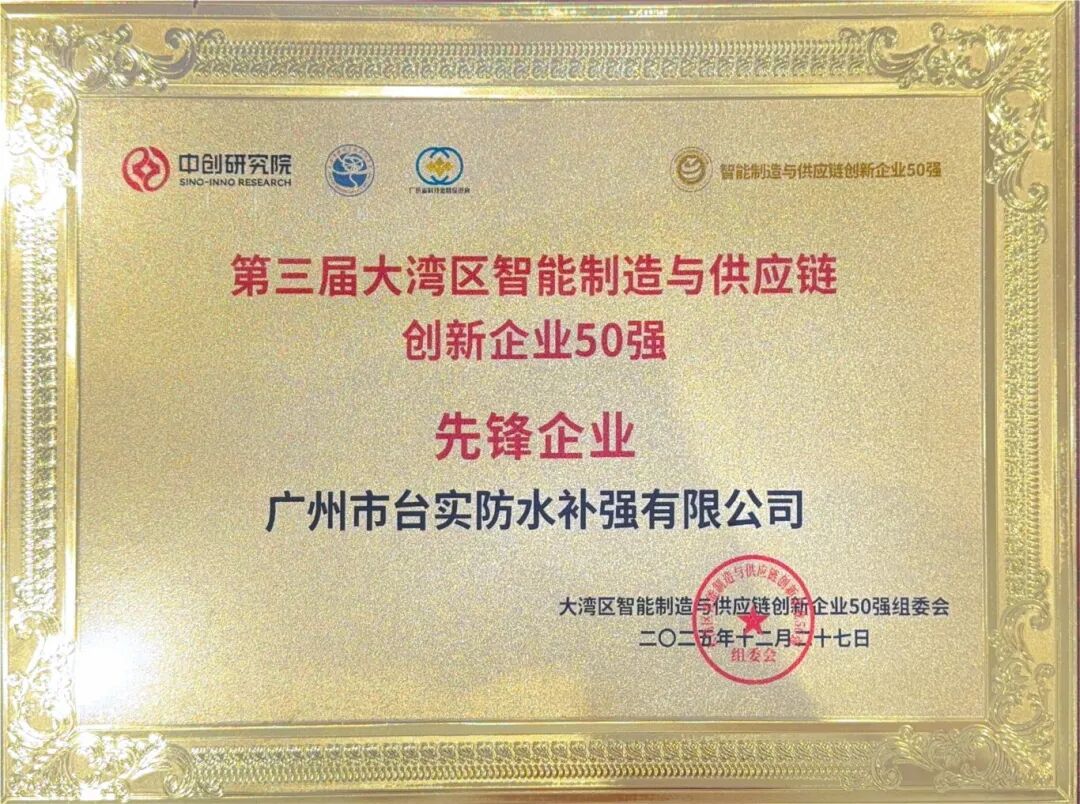 中创研究院
SINO-INNO RESEARCH
智能制造与供应链创新企业50强
第三届大湾区智能制造与供应链
创新企业50强
先锋企业
广州市台实防水补强有限公司
大湾区智能制造与供应链创新企业50强组委会
二〇二五年十二月二十七日
组委会